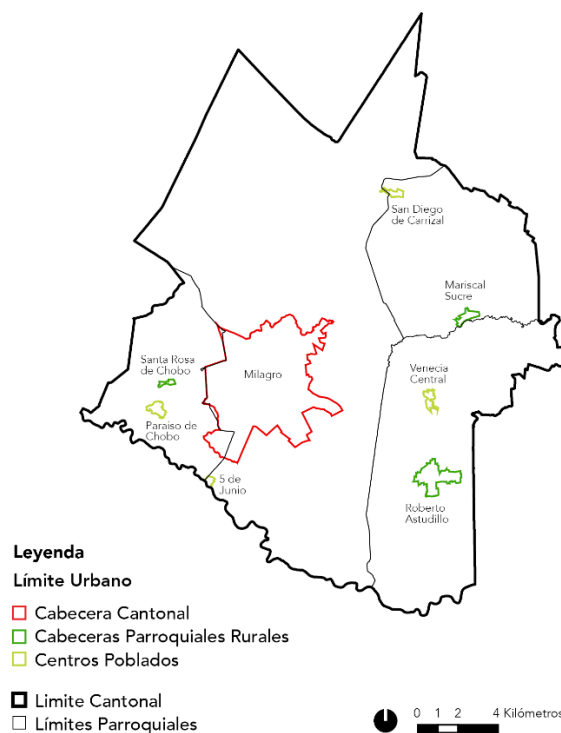 San Diego
de Carrizal
Mariscal
Sucre
Santa Rosa
de Chobo
Milagro
Venecia
Central
Paraiso de
Chobo
5 de
Junio
Roberto
Astudillo
Leyenda
Límite Urbano
Cabecera Cantonal
Cabeceras Parroquiales Rurales
Centros Poblados
Limite Cantonal
Límites Parroquiales
0 1 2 4 Kilómetros